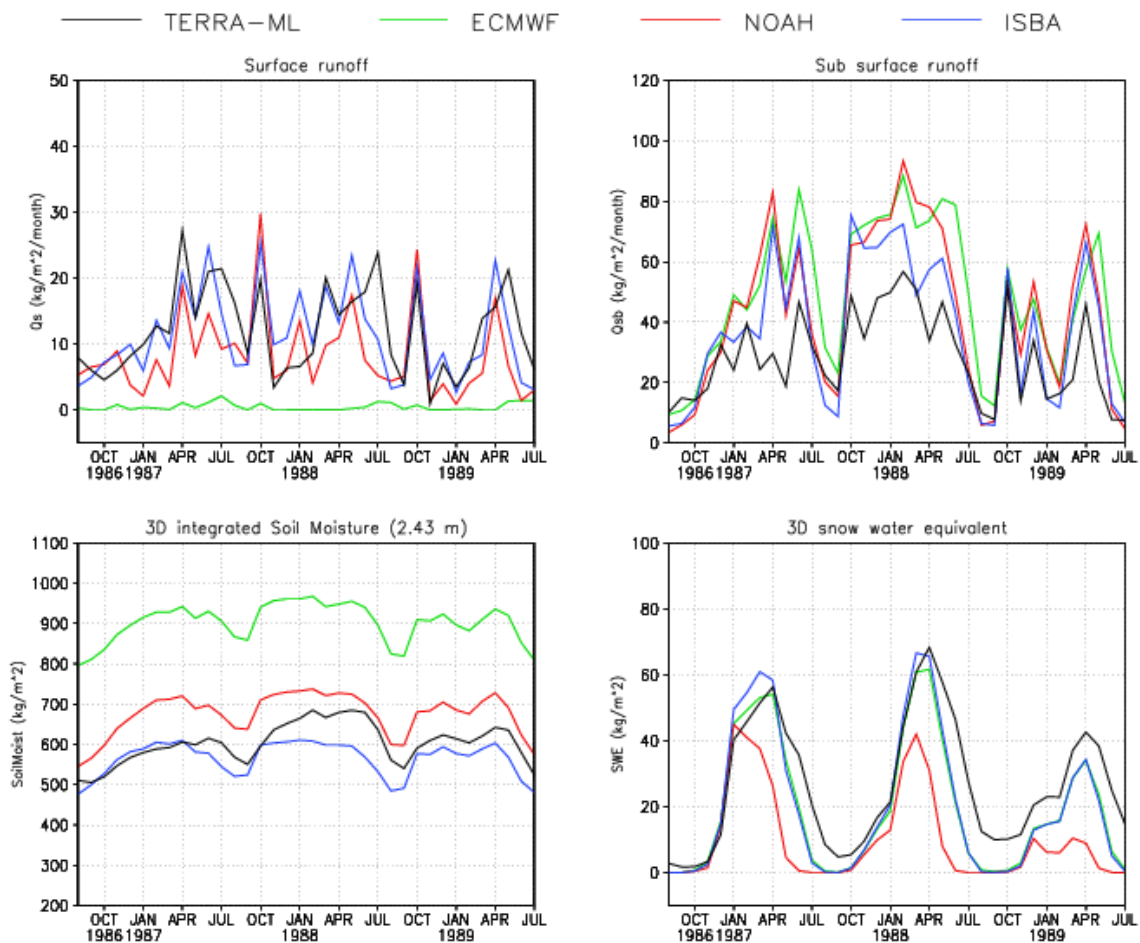 TERRA-ML ECMWF NOAH ISBA
Surface runoff
50
40
30
20
10
0
Qs (kg/m^2/month)
OCT JAN APR JUL OCT JAN APR JUL OCT JAN APR JUL
1986 1987 1988 1989
Sub surface runoff
120
100
80
60
40
20
0
Qsb (kg/m^2/month)
OCT JAN APR JUL OCT JAN APR JUL OCT JAN APR JUL
1986 1987 1988 1989
3D integrated Soil Moisture (2.43 m)
1100
1000
900
800
700
600
500
400
300
200
SoilMoist (kg/m^2)
OCT JAN APR JUL OCT JAN APR JUL OCT JAN APR JUL
1986 1987 1988 1989
3D snow water equivalent
100
80
60
40
20
0
SWE (kg/m^2)
OCT JAN APR JUL OCT JAN APR JUL OCT JAN APR JUL
1986 1987 1988 1989